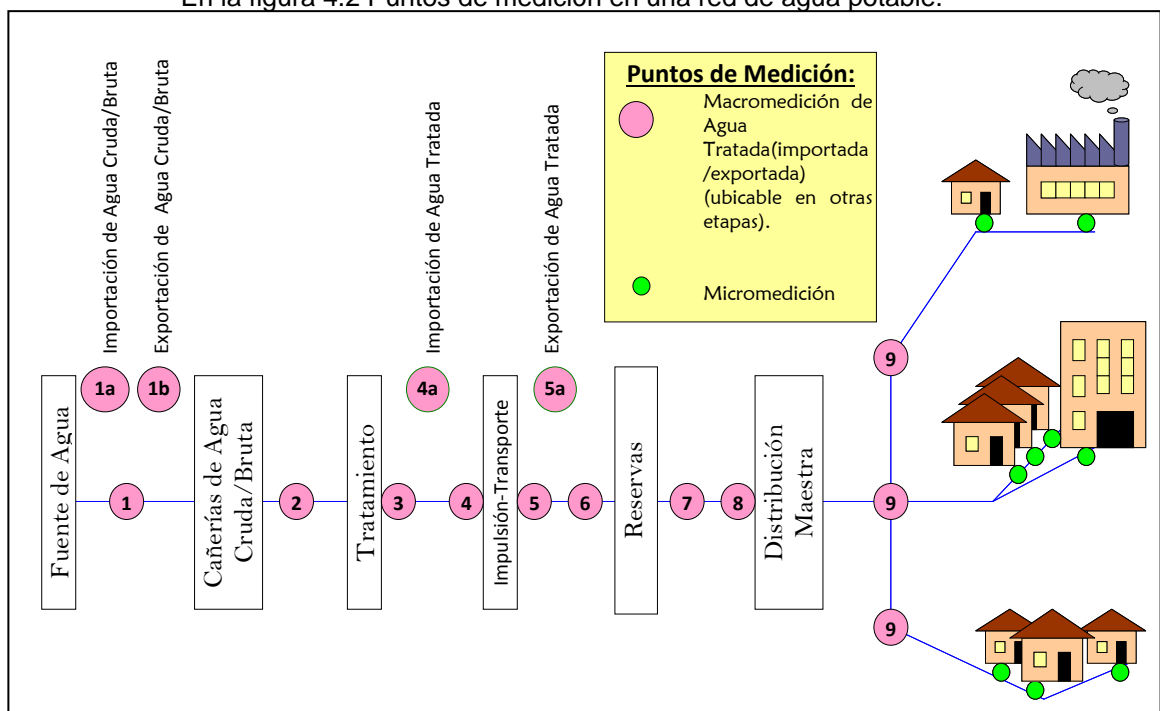 En la figura 4.2 Puntos de medición en una red de agua potable.
Importación de Agua Cruda/Bruta
Exportación de Agua Cruda/Bruta
Importación de Agua Tratada
Exportación de Agua Tratada
Puntos de Medición:
Macromedición de
Agua
Tratada(importada
/exportada)
(ubicable en otras
etapas).
Micromedición
1a
1b
4a
5a
9
Fuente de Agua
1
Cañerías de Agua
Cruda/Bruta
2
Tratamiento
3
4
Impulsión-Transporte
5
6
Reservas
7
8
Distribución
Maestra
9
9